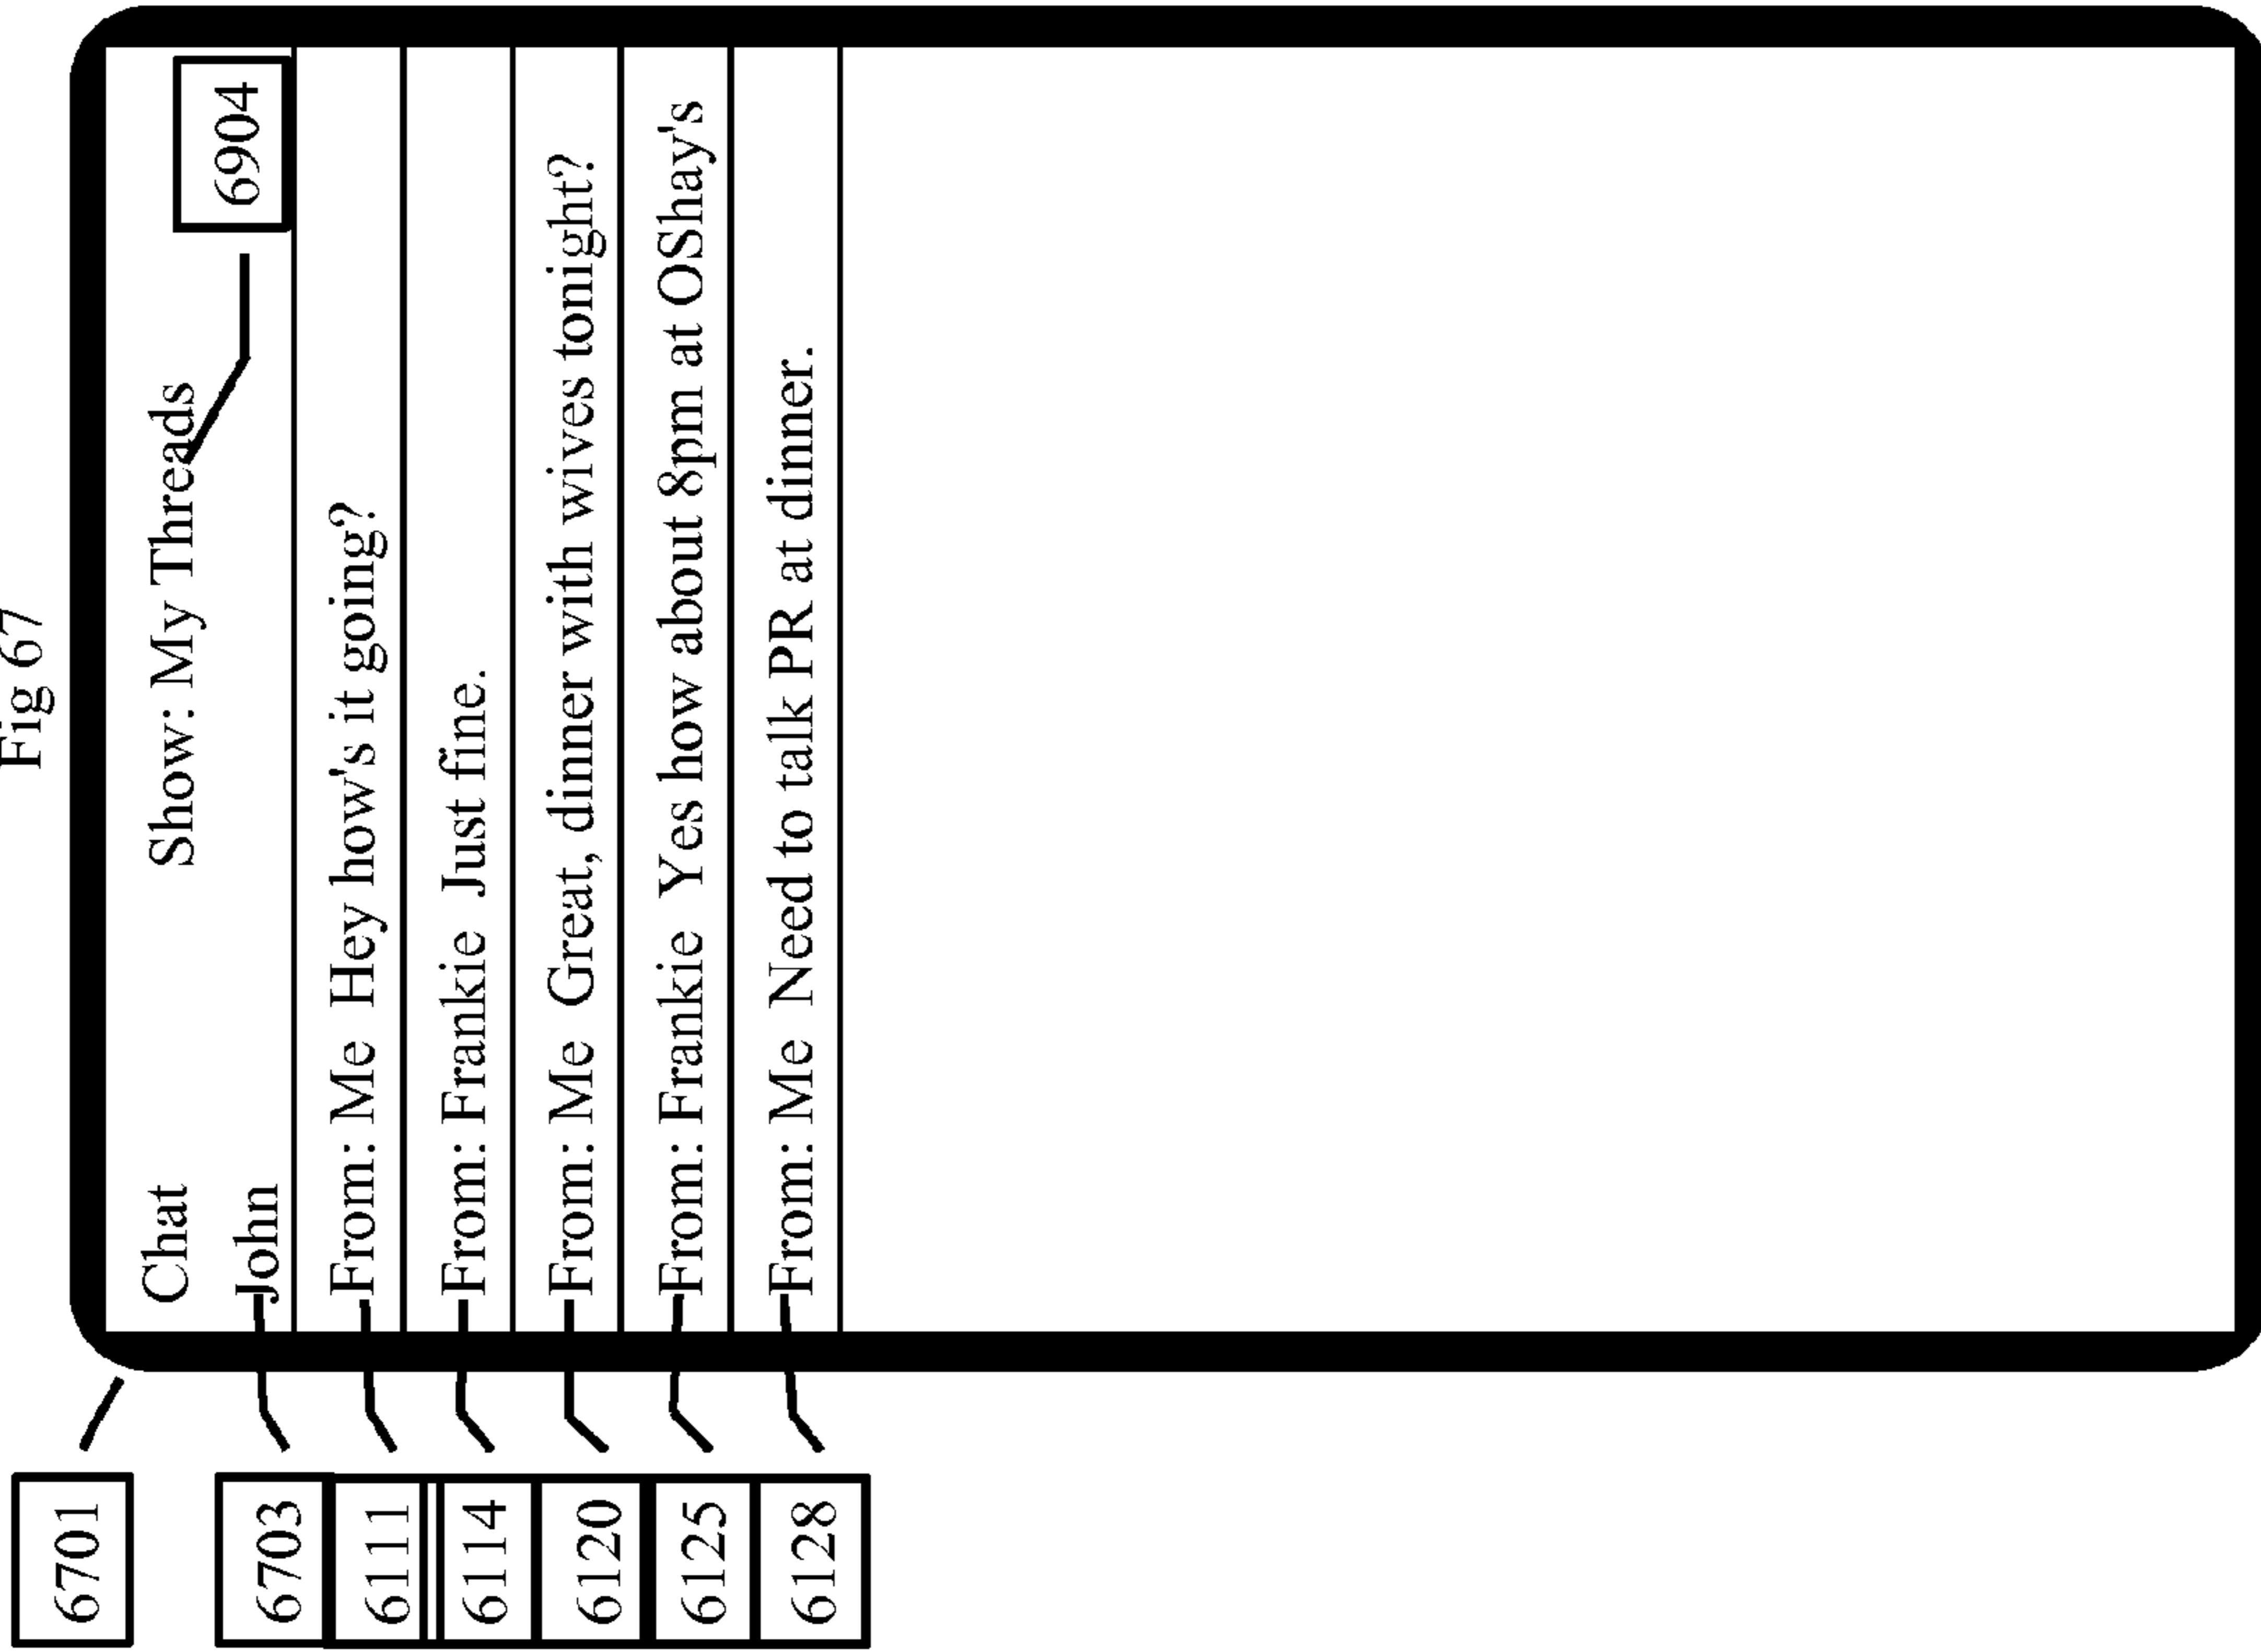 Fig 67
6701
Chat
Show: My Threads
6703
John
6904
6111
From: Me Hey how's it going?
6114
From: Frankie Just fine.
6120
From: Me Great, dinner with wives tonight?
6125
From: Frankie Yes how about 8pm at OShay's
6128
From: Me Need to talk PR at dinner.